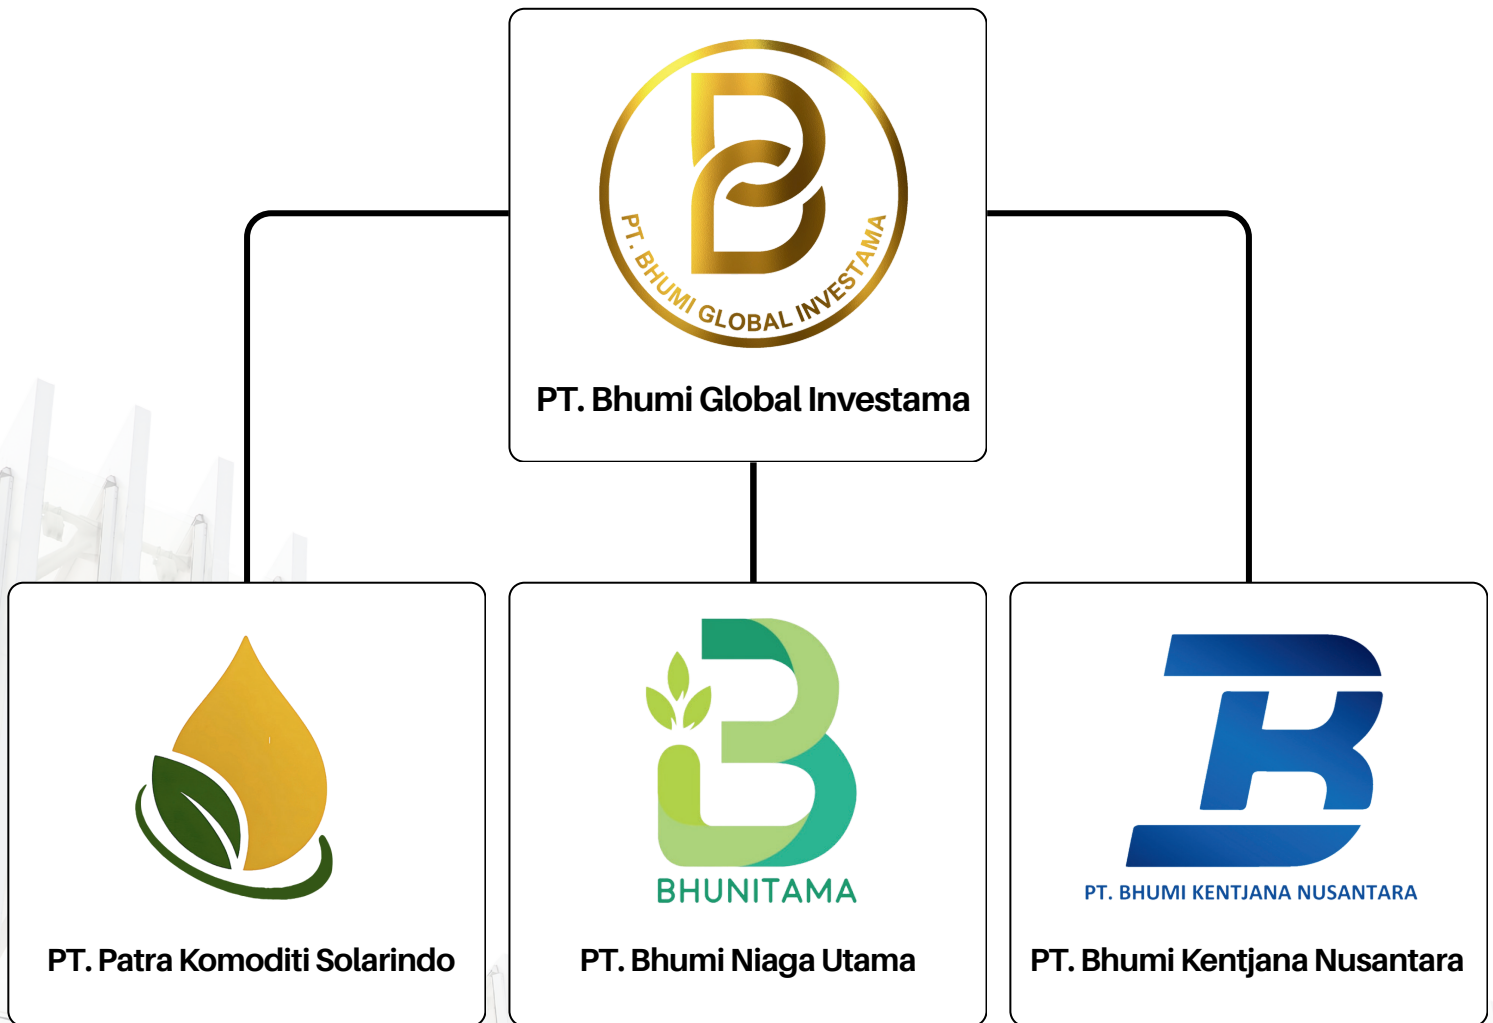 PT. BHUMI GLOBAL INVESTAMA
PT. Bhumi Global Investama
PT. Patra Komoditi Solarindo
BHUNITAMA
PT. Bhumi Niaga Utama
PT. BHUMI KENTJANA NUSANTARA
PT. Bhumi Kentjana Nusantara